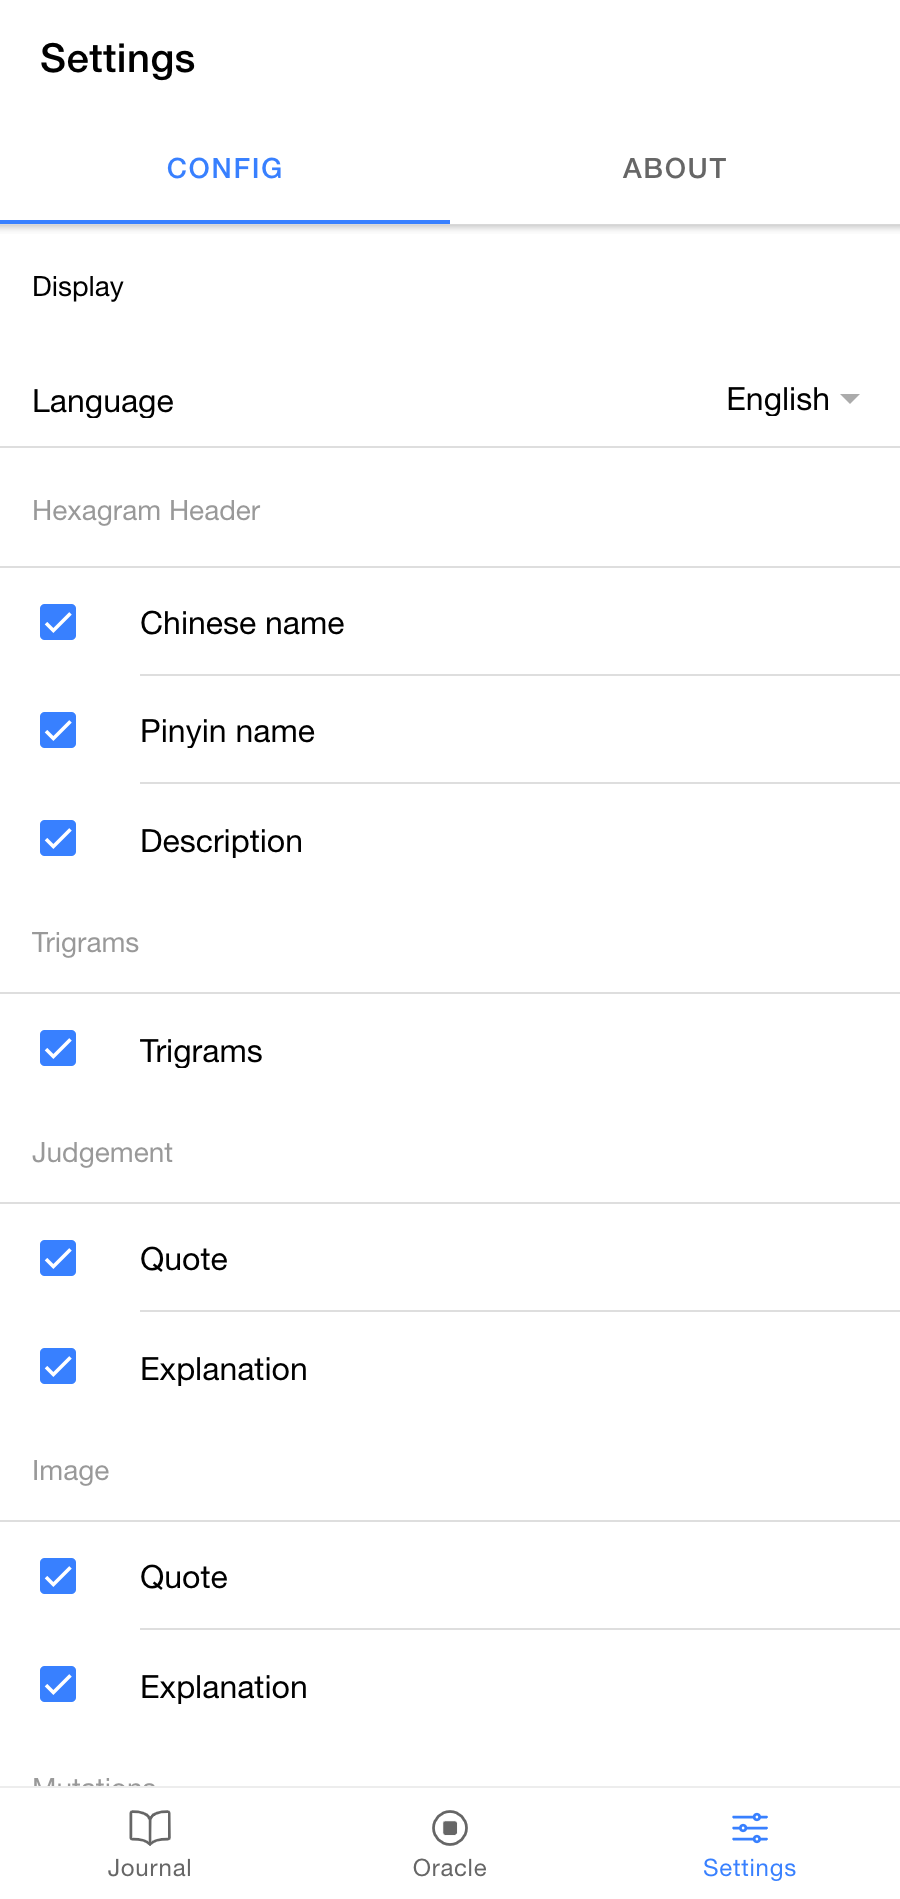 Settings
CONFIG ABOUT
Display
Language English
Hexagram Header
Chinese name
Pinyin name
Description
Trigrams
Trigrams
Judgement
Quote
Explanation
Image
Quote
Explanation
Mutations
Journal Oracle Settings